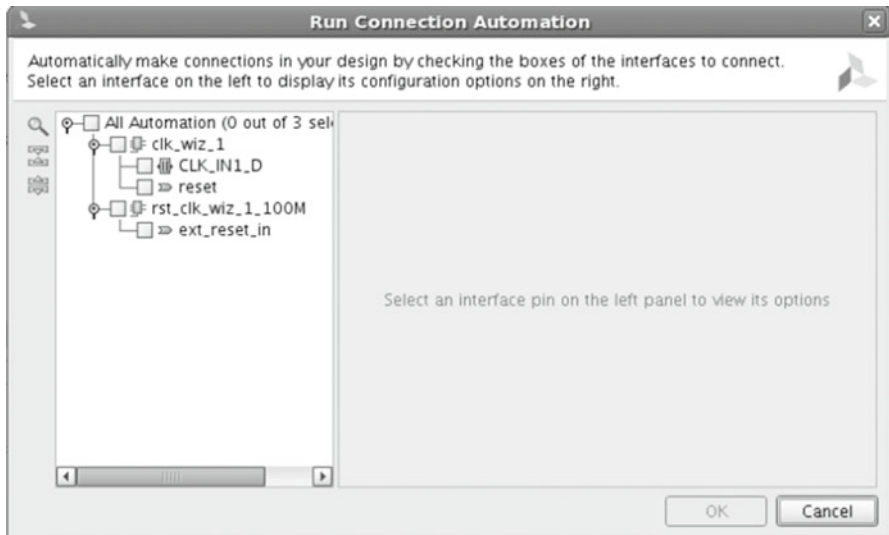 Run Connection Automation
Automatically make connections in your design by checking the boxes of the interfaces to connect.
Select an interface on the left to display its configuration options on the right.
All Automation (0 out of 3 sel
clk_wiz_1
CLK_IN1_D
reset
rst_clk_wiz_1_100M
ext_reset_in
Select an interface pin on the left panel to view its options
OK
Cancel